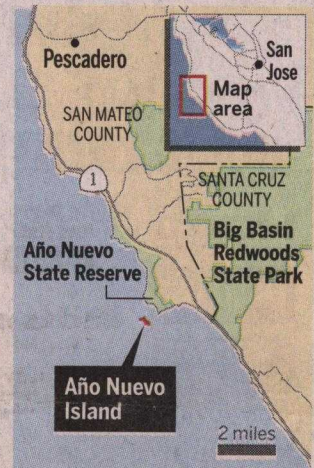 Pescadero
San
Jose
Map
area
SAN MATEO
COUNTY
1
SANTA CRUZ
COUNTY
Big Basin
Redwoods
State Park
Año Nuevo
State Reserve
Año Nuevo
Island
2 miles